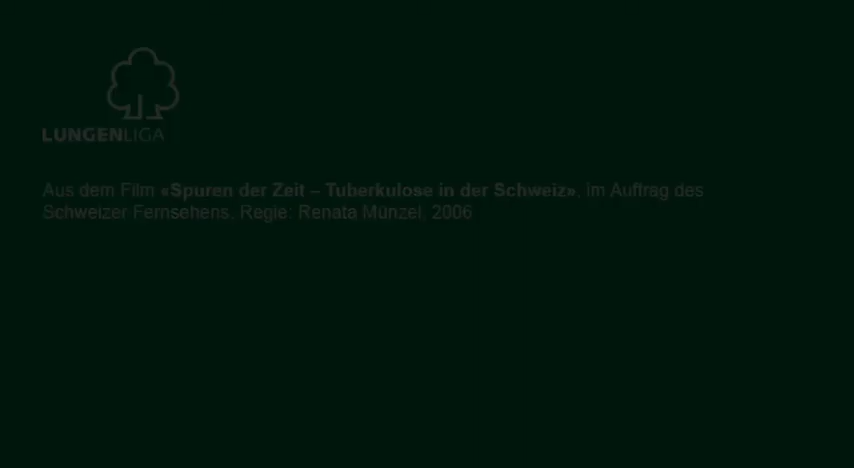 LUNGENLIGA
Aus dem Film «Spuren der Zeit – Tuberkulose in der Schweiz», im Auftrag des
Schweizer Fernsehens. Regie: Renata Münzel, 2006